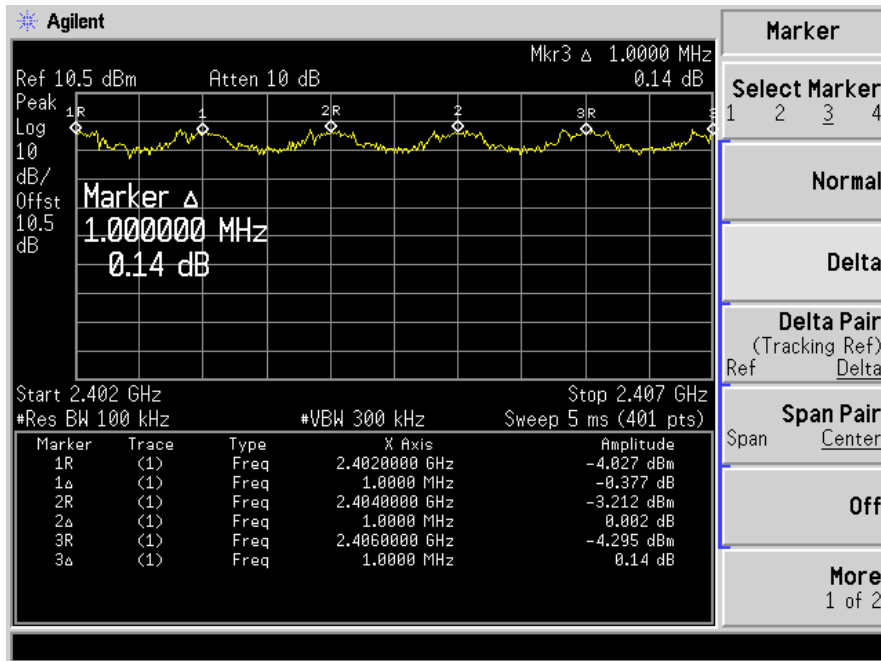 Agilent
Marker
Mkr3 Δ 1.0000 MHz
Ref 10.5 dBm Atten 10 dB 0.14 dB
Peak
Log
10
dB/
Offst
10.5
dB
1R 1 2R 2 3R 3
Marker Δ
1.000000 MHz
0.14 dB
Start 2.402 GHz Stop 2.407 GHz
#Res BW 100 kHz #VBW 300 kHz Sweep 5 ms (401 pts)
Marker Trace Type X Axis Amplitude
1R (1) Freq 2.4020000 GHz -4.027 dBm
1Δ (1) Freq 1.0000 MHz -0.377 dB
2R (1) Freq 2.4040000 GHz -3.212 dBm
2Δ (1) Freq 1.0000 MHz 0.002 dB
3R (1) Freq 2.4060000 GHz -4.295 dBm
3Δ (1) Freq 1.0000 MHz 0.14 dB
Select Marker
1 2 3 4
Normal
Delta
Delta Pair
(Tracking Ref)
Ref Delta
Span Pair
Span Center
Off
More
1 of 2